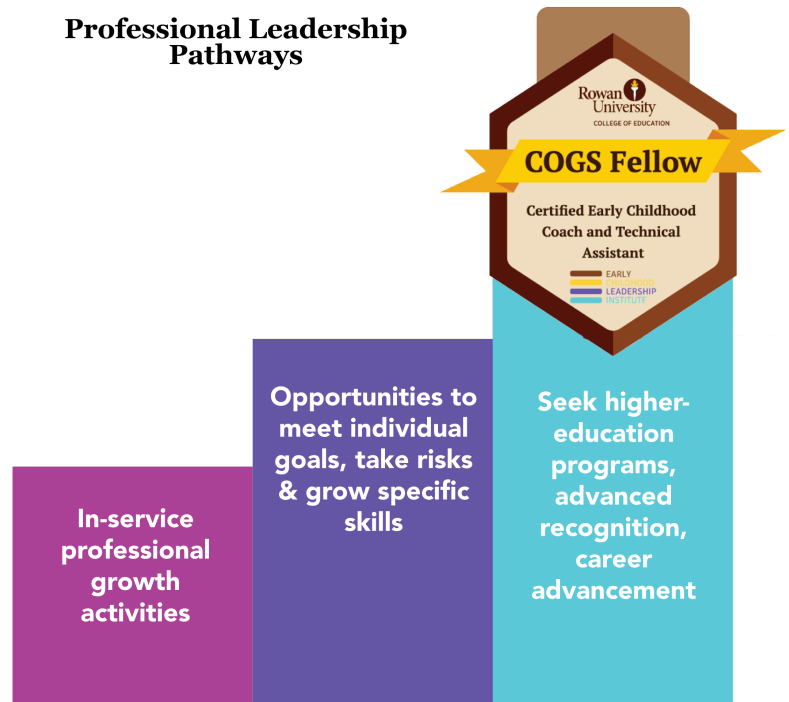 Professional Leadership
Pathways
Rowan
University
COLLEGE OF EDUCATION
COGS Fellow
Certified Early Childhood
Coach and Technical
Assistant
EARLY
CHILDHOOD
LEADERSHIP
INSTITUTE
In-service
professional
growth
activities
Opportunities to
meet individual
goals, take risks
& grow specific
skills
Seek higher-
education
programs,
advanced
recognition,
career
advancement